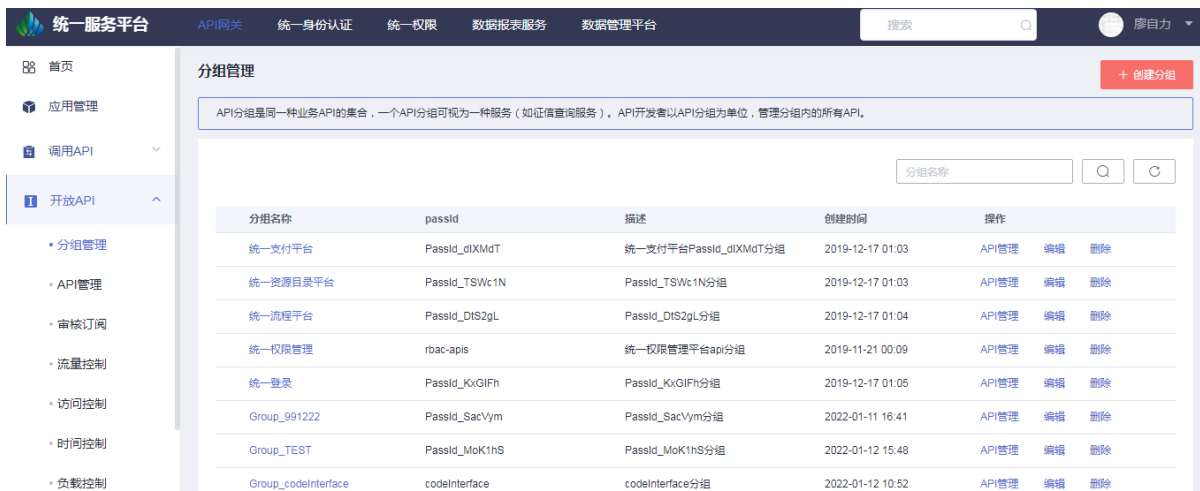 统一服务平台 API网关 统一身份认证 统一权限 数据报表服务 数据管理平台 搜索 廖自力
首页
应用管理
调用API
开放API
分组管理
API管理
审核订阅
流量控制
访问控制
时间控制
负载控制
分组管理 + 创建分组
API分组是同一种业务API的集合，一个API分组可视为一种服务（如征信查询服务）。API开发者以API分组为单位，管理分组内的所有API。
分组名称
分组名称 passId 描述 创建时间 操作
统一支付平台 PassId_dIXMdT 统一支付平台PassId_dIXMdT分组 2019-12-17 01:03 API管理 编辑 删除
统一资源目录平台 PassId_TSWc1N PassId_TSWc1N分组 2019-12-17 01:03 API管理 编辑 删除
统一流程平台 PassId_DtS2gL PassId_DtS2gL分组 2019-12-17 01:04 API管理 编辑 删除
统一权限管理 rbac-apis 统一权限管理平台api分组 2019-11-21 00:09 API管理 编辑 删除
统一登录 PassId_KxGIFh PassId_KxGIFh分组 2019-12-17 01:05 API管理 编辑 删除
Group_991222 PassId_SacVym PassId_SacVym分组 2022-01-11 16:41 API管理 编辑 删除
Group_TEST PassId_MoK1hS PassId_MoK1hS分组 2022-01-12 15:48 API管理 编辑 删除
Group_codeInterface codeInterface codeInterface分组 2022-01-12 10:52 API管理 编辑 删除